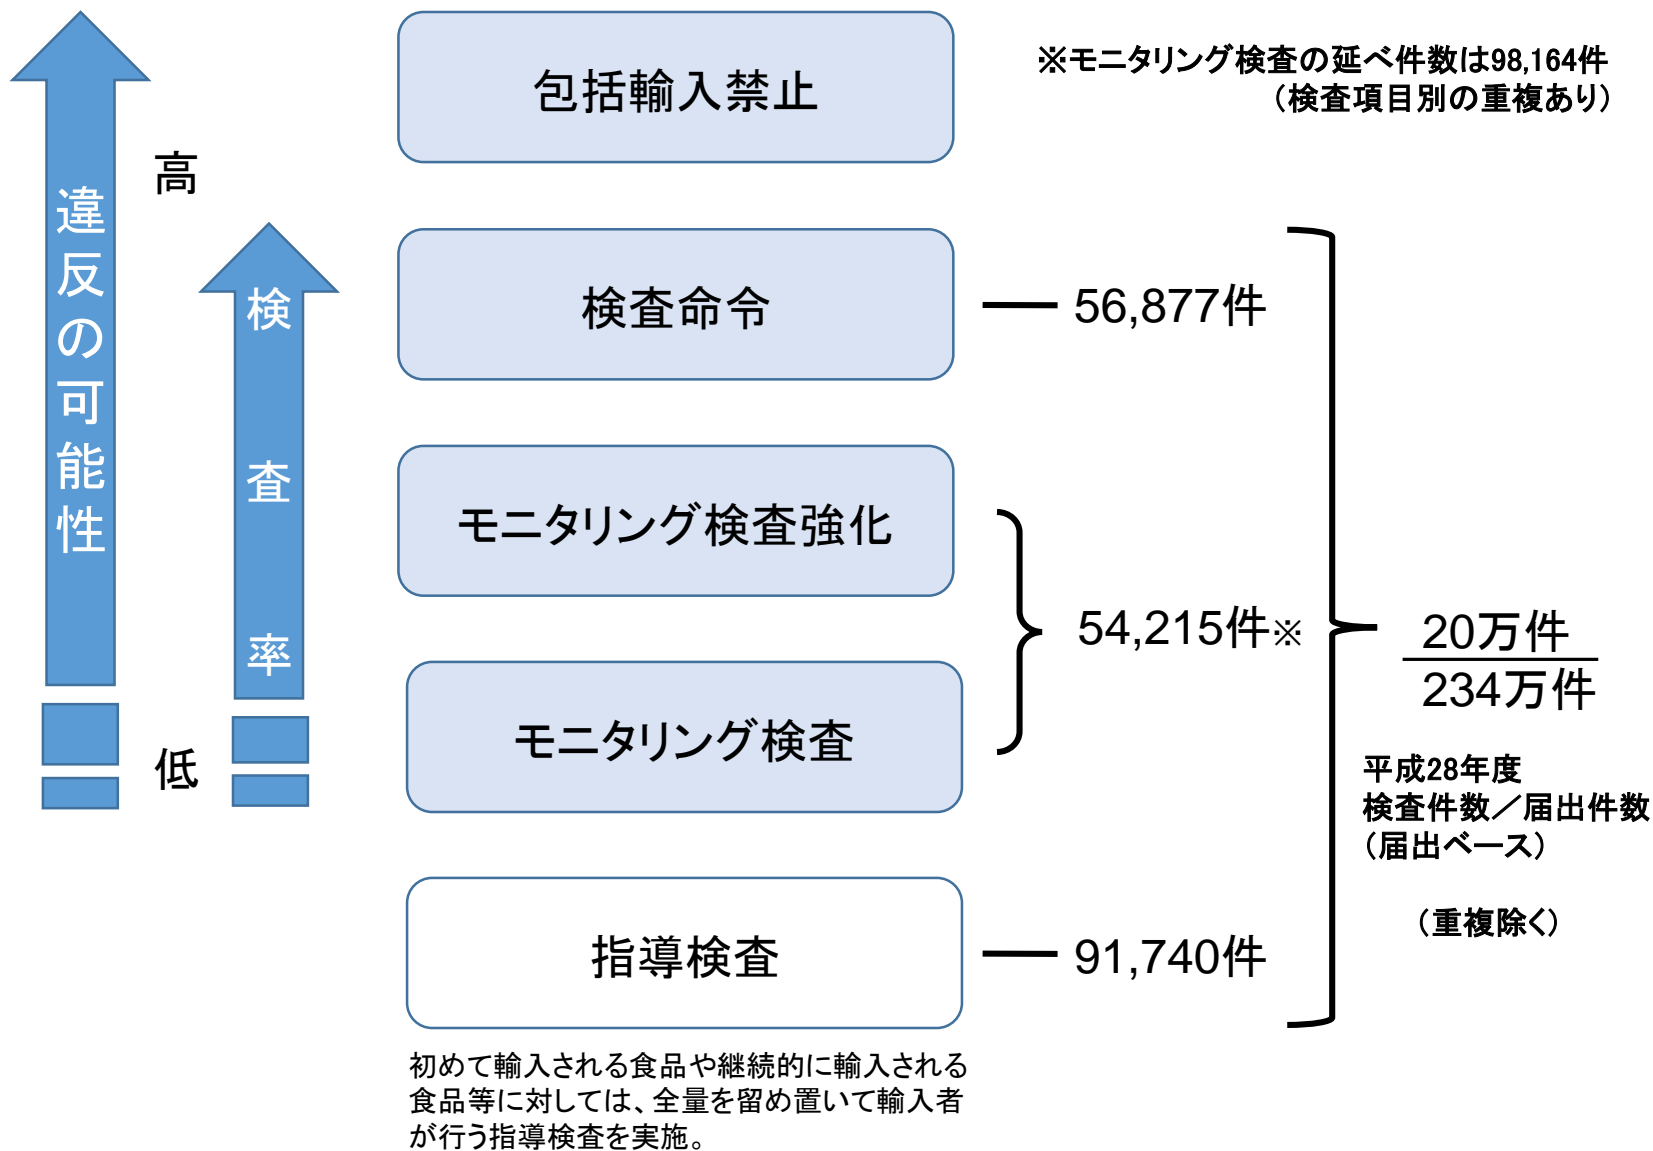 包括輸入禁止
※モニタリング検査の延べ件数は98,164件
（検査項目別の重複あり）
違反の可能性
高
検査率
低
検査命令
56,877件
モニタリング検査強化
54,215件※
モニタリング検査
20万件
234万件
平成28年度
検査件数／届出件数
（届出ベース）
（重複除く）
指導検査
91,740件
初めて輸入される食品や継続的に輸入される
食品等に対しては、全量を留め置いて輸入者
が行う指導検査を実施。